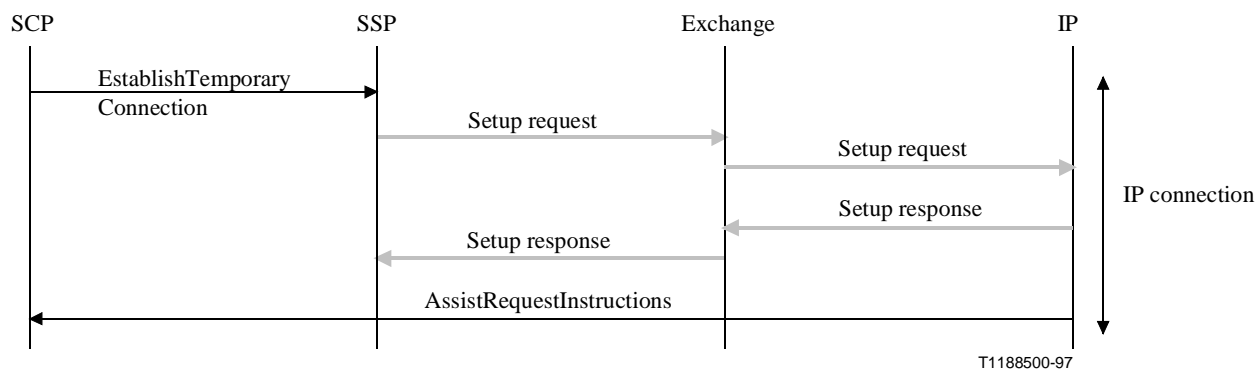 SCP
SSP
Exchange
IP
EstablishTemporary
Connection
Setup request
Setup request
IP connection
Setup response
Setup response
AssistRequestInstructions
T1188500-97